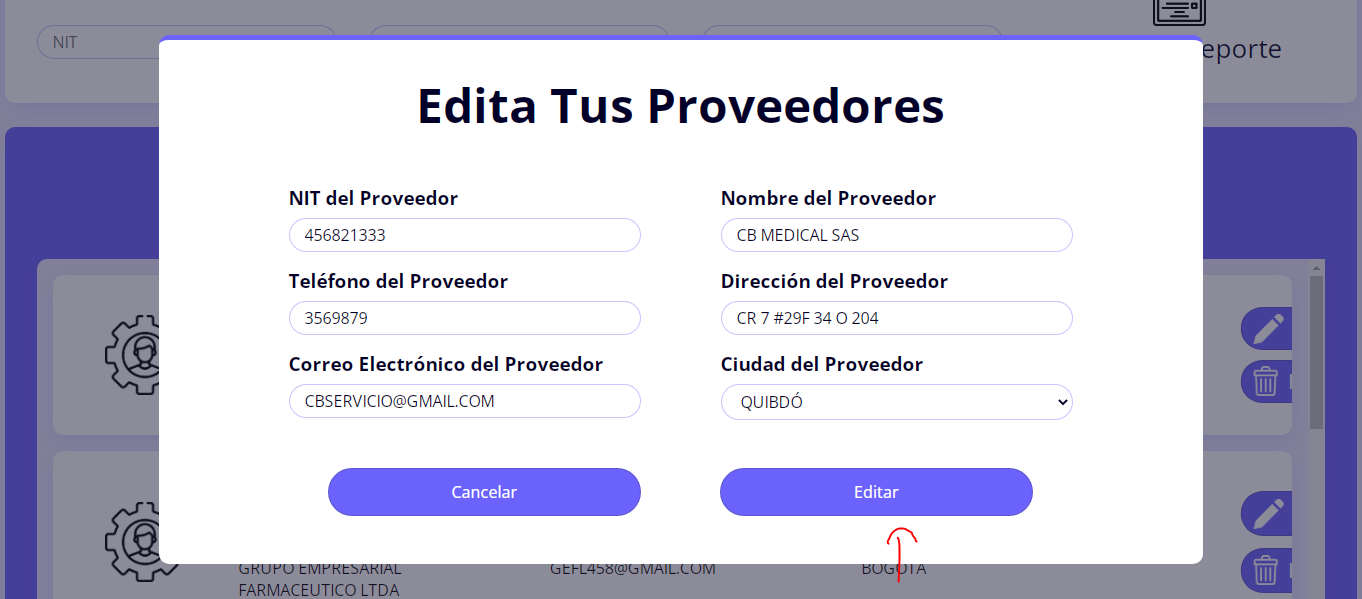 NIT
eporte
Edita Tus Proveedores
NIT del Proveedor
Nombre del Proveedor
456821333
CB MEDICAL SAS
Teléfono del Proveedor
Dirección del Proveedor
3569879
CR 7 #29F 34 O 204
Correo Electrónico del Proveedor
Ciudad del Proveedor
CBSERVICIO@GMAIL.COM
QUIBDÓ
Cancelar
Editar
GRUPO EMPRESARIAL
GEFL458@GMAIL.COM
BOGOTÁ
FARMACEUTICO LTDA